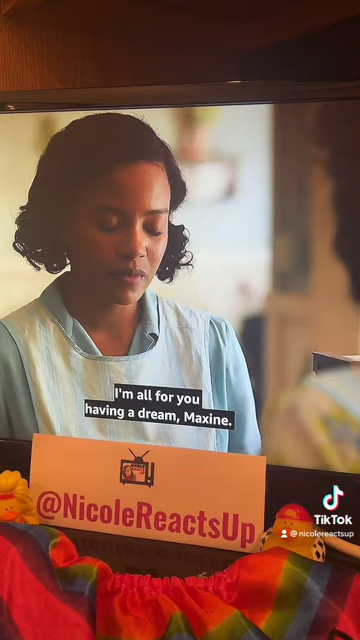 I'm all for you
having a dream, Maxine.
@NicoleReactsUp
TikTok
@ nicolereactsup